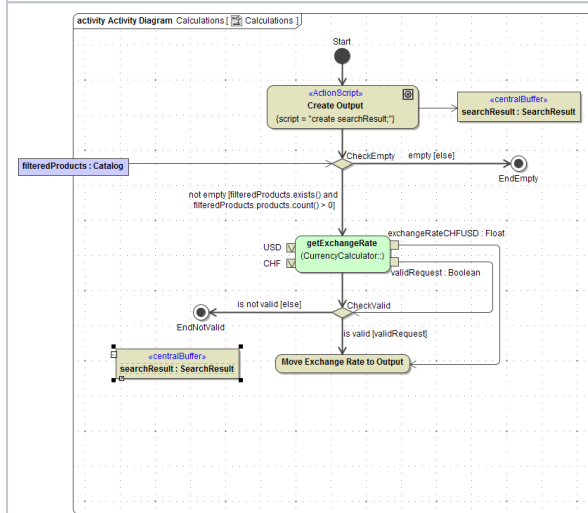 activity Activity Diagram Calculations [ Calculations ]
Start
«ActionScript»
Create Output
{script = "create searchResult;"}
«centralBuffer»
searchResult : SearchResult
filteredProducts : Catalog
CheckEmpty
empty [else]
EndEmpty
not empty [filteredProducts.exists() and
filteredProducts.products.count() > 0]
exchangeRateCHFUSD : Float
getExchangeRate
(CurrencyCalculator::)
USD
CHF
validRequest : Boolean
is not valid [else]
CheckValid
EndNotValid
is valid [validRequest]
«centralBuffer»
searchResult : SearchResult
Move Exchange Rate to Output